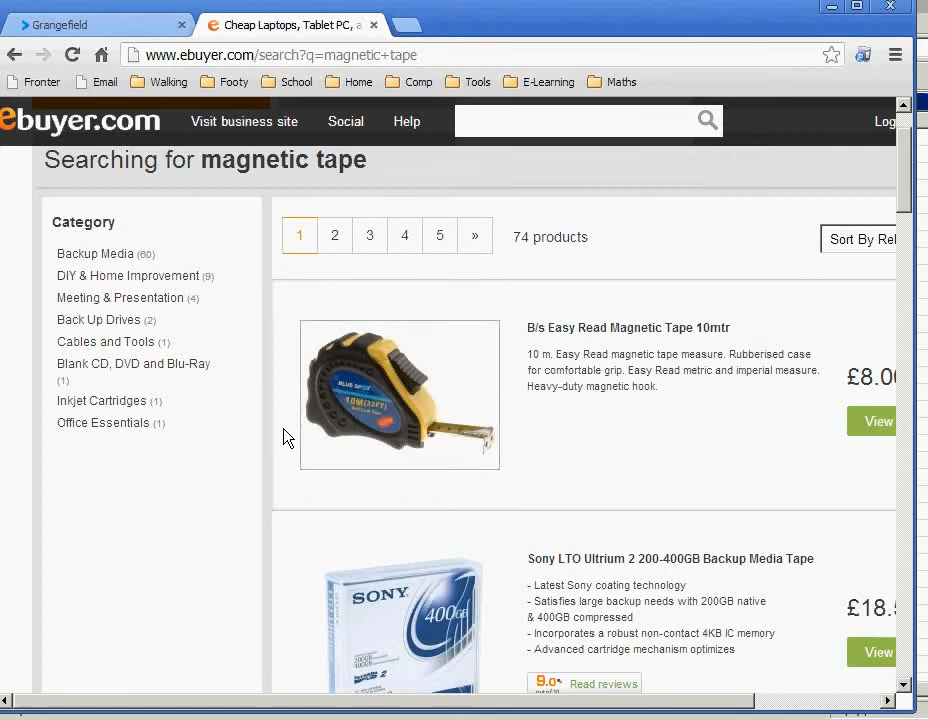 Grangefield
Cheap Laptops, Tablet PC, a
www.ebuyer.com/search?q=magnetic+tape
Fronter Email Walking Footy School Home Comp Tools E-Learning Maths
ebuyer.com Visit business site Social Help Log
Searching for magnetic tape
Category
Backup Media (60)
DIY & Home Improvement (9)
Meeting & Presentation (4)
Back Up Drives (2)
Cables and Tools (1)
Blank CD, DVD and Blu-Ray
(1)
Inkjet Cartridges (1)
Office Essentials (1)
1 2 3 4 5 » 74 products
Sort By Rel
BLUE SPOT
10M(33FT)
B/s Easy Read Magnetic Tape 10mtr
10 m. Easy Read magnetic tape measure. Rubberised case
for comfortable grip. Easy Read metric and imperial measure.
Heavy-duty magnetic hook.
£8.00
View
SONY
400GB
Sony LTO Ultrium 2 200-400GB Backup Media Tape
- Latest Sony coating technology
- Satisfies large backup needs with 200GB native
& 400GB compressed
- Incorporates a robust non-contact 4KB IC memory
- Advanced cartridge mechanism optimizes
£18.
View
9.0 Read reviews